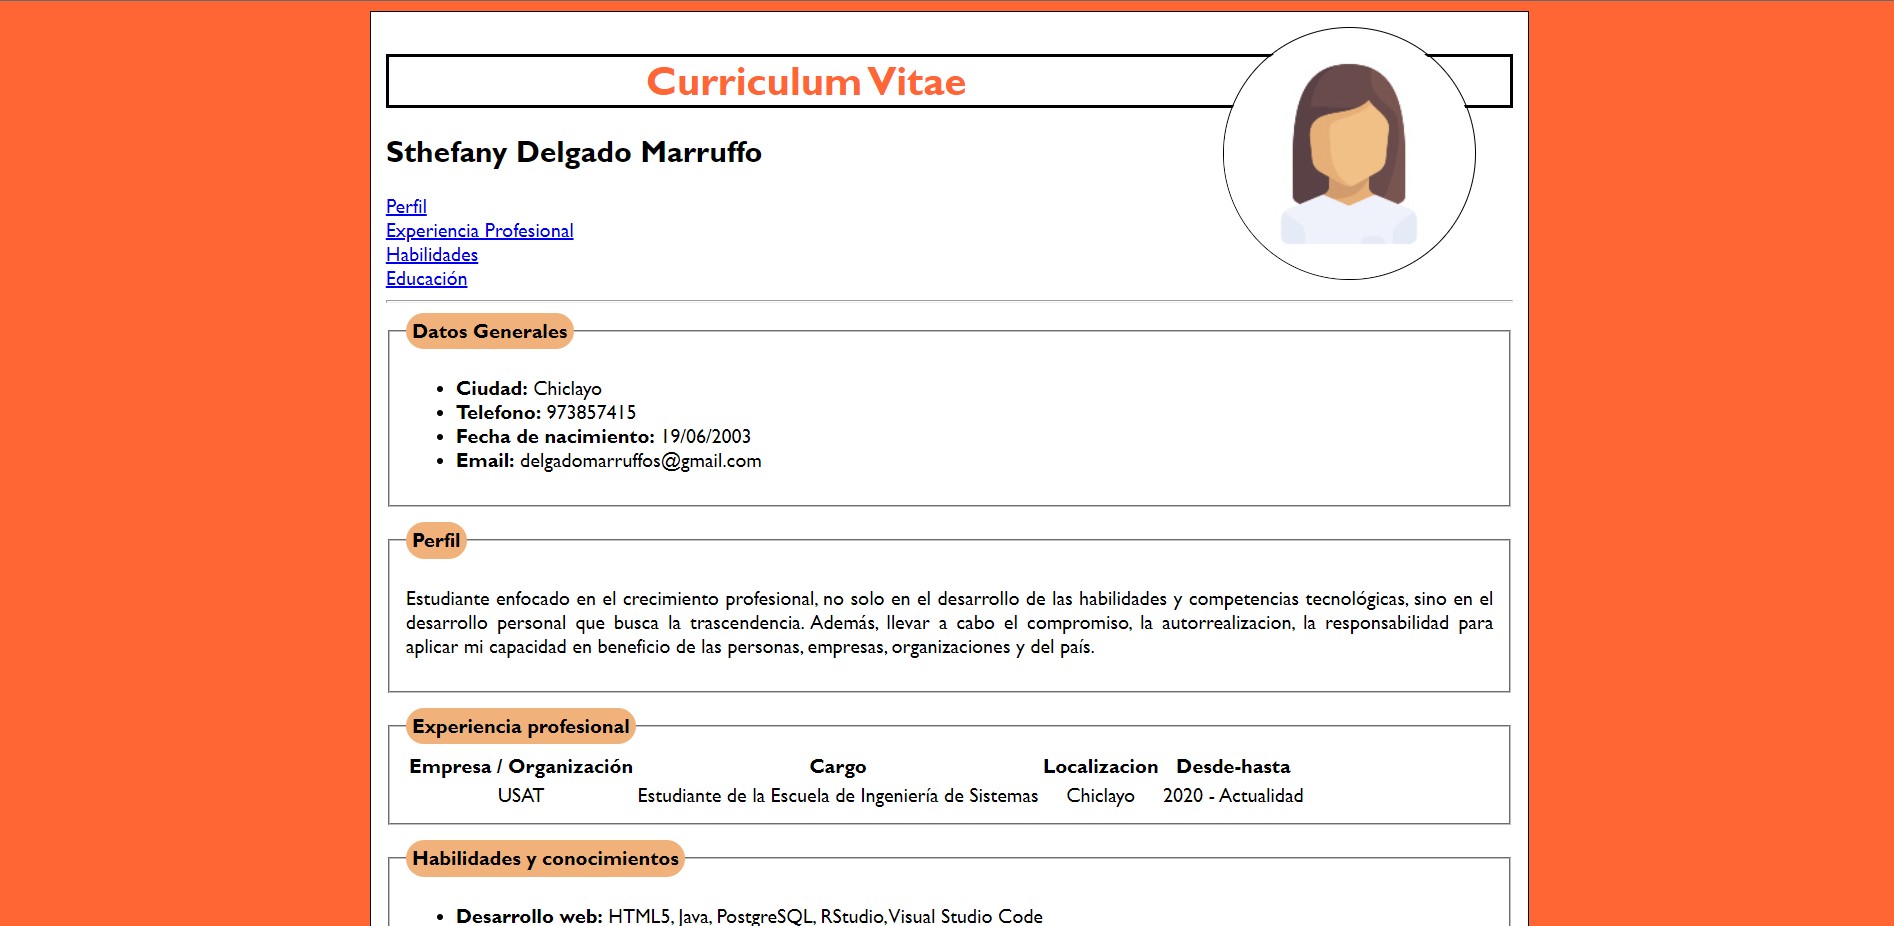 Curriculum Vitae
Sthefany Delgado Marruffo
Perfil
Experiencia Profesional
Habilidades
Educación
Datos Generales
• Ciudad: Chiclayo
• Telefono: 973857415
• Fecha de nacimiento: 19/06/2003
• Email: delgadomarruffos@gmail.com
Perfil
Estudiante enfocado en el crecimiento profesional, no solo en el desarrollo de las habilidades y competencias tecnológicas, sino en el
desarrollo personal que busca la trascendencia. Además, llevar a cabo el compromiso, la autorrealizacion, la responsabilidad para
aplicar mi capacidad en beneficio de las personas, empresas, organizaciones y del país.
Experiencia profesional
Empresa / Organización Cargo Localizacion Desde-hasta
USAT Estudiante de la Escuela de Ingeniería de Sistemas Chiclayo 2020 - Actualidad
Habilidades y conocimientos
• Desarrollo web: HTML5, Java, PostgreSQL, RStudio, Visual Studio Code